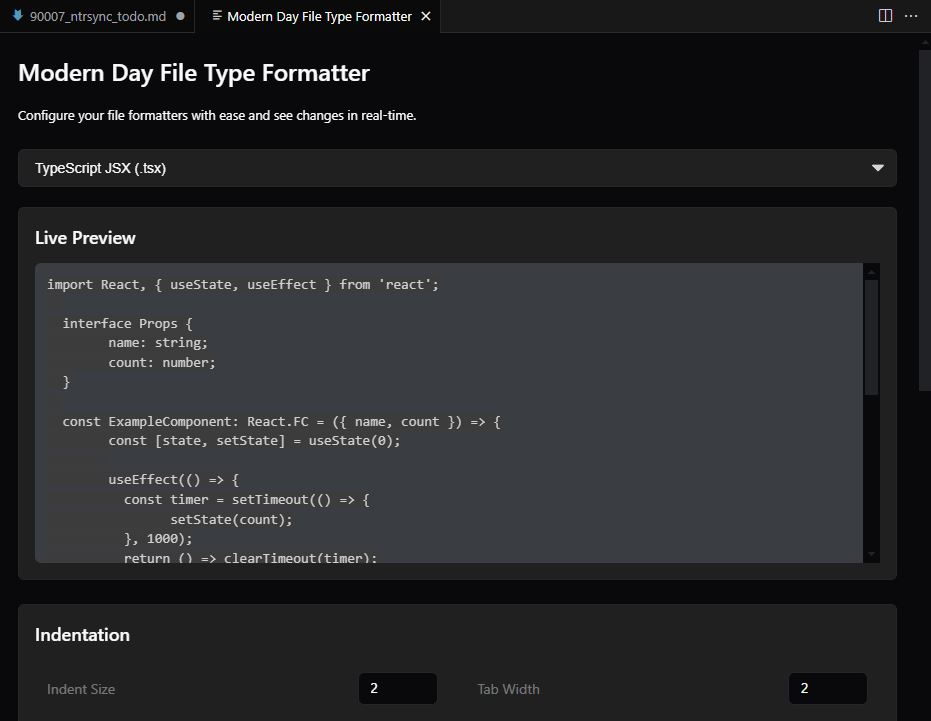 90007_ntrsync_todo.md
Modern Day File Type Formatter
Modern Day File Type Formatter
Configure your file formatters with ease and see changes in real-time.
TypeScript JSX (.tsx)
Live Preview
import React, { useState, useEffect } from 'react';
interface Props {
name: string;
count: number;
}
const ExampleComponent: React.FC = ({ name, count }) => {
const [state, setState] = useState(0);
useEffect(() => {
const timer = setTimeout(() => {
setState(count);
}, 1000);
return () => clearTimeout(timer);
Indentation
Indent Size 2 Tab Width 2